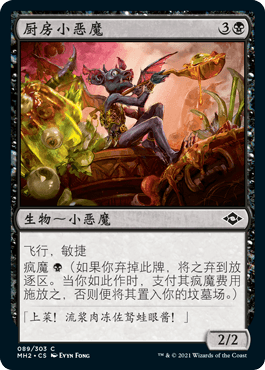 厨房小恶魔 3
生物～小恶魔
飞行，敏捷
疯魔（如果你弃掉此牌，将之弃到放
逐区。当你如此作时，支付其疯魔费用
施放之，否则便将其置入你的坟墓场。）
「上菜！流浆肉冻佐鸷蛙眼酱！」
2/2
089/303 C
MH2 • CS Evyn Fong
™ & © 2021 Wizards of the Coast